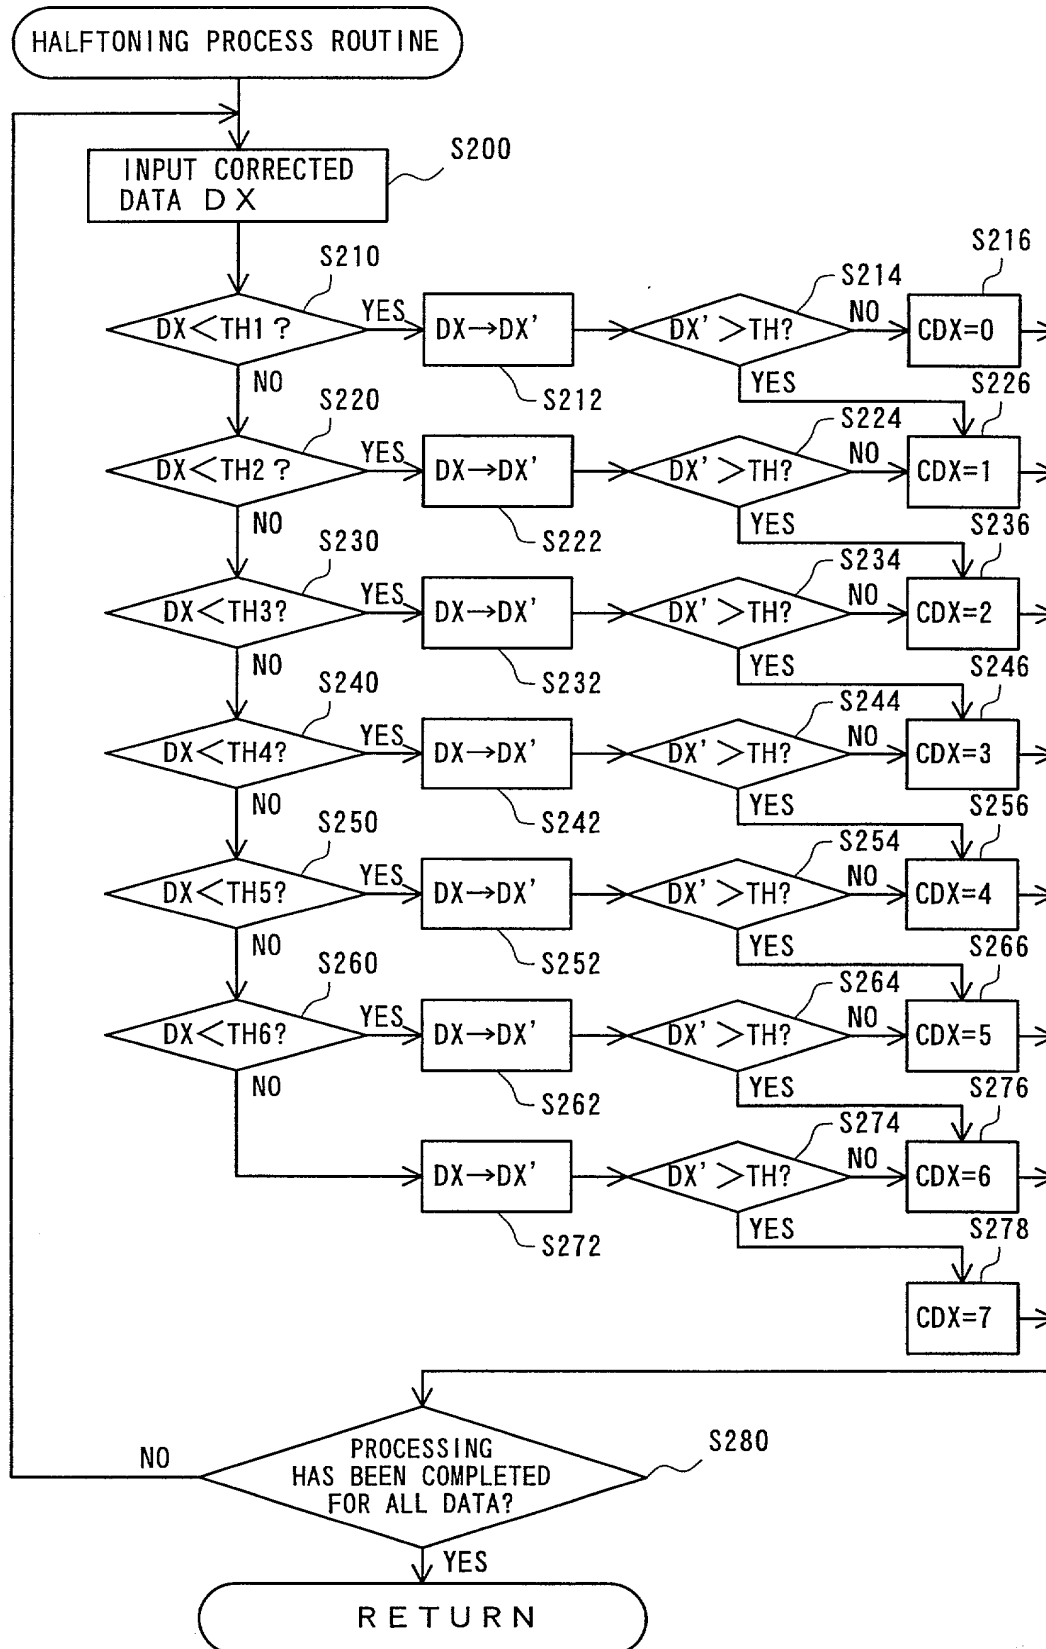 HALFTONING PROCESS ROUTINE
S200
INPUT CORRECTED
DATA DX
S210
S214
S216
DX<TH1?
YES
DX→DX'
DX'>TH?
NO
CDX=0
NO
S212
YES
S220
S224
S226
DX<TH2?
YES
DX→DX'
DX'>TH?
NO
CDX=1
NO
S222
YES
S230
S234
S236
DX<TH3?
YES
DX→DX'
DX'>TH?
NO
CDX=2
NO
S232
YES
S240
S244
S246
DX<TH4?
YES
DX→DX'
DX'>TH?
NO
CDX=3
NO
S242
YES
S250
S254
S256
DX<TH5?
YES
DX→DX'
DX'>TH?
NO
CDX=4
NO
S252
YES
S260
S264
S266
DX<TH6?
YES
DX→DX'
DX'>TH?
NO
CDX=5
NO
S262
YES
S274
S276
DX→DX'
DX'>TH?
NO
CDX=6
S272
YES
S278
CDX=7
S280
NO
PROCESSING
HAS BEEN COMPLETED
FOR ALL DATA?
YES
RETURN